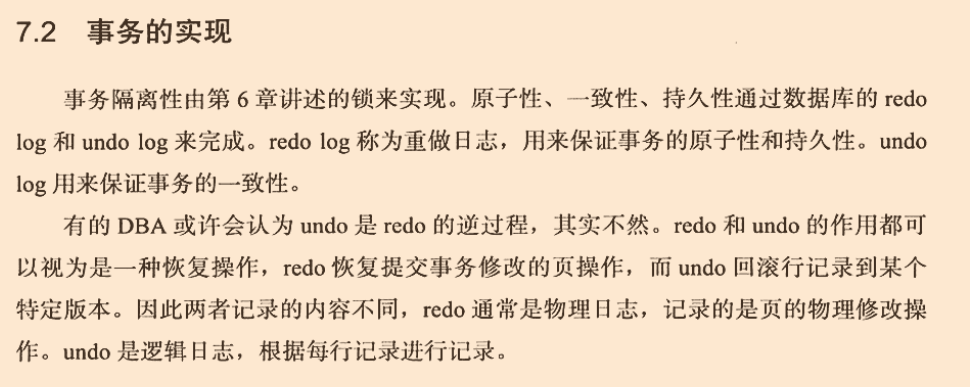 7.2 事务的实现
事务隔离性由第 6 章讲述的锁来实现。原子性、一致性、持久性通过数据库的 redo
log 和 undo log 来完成。redo log 称为重做日志，用来保证事务的原子性和持久性。undo
log 用来保证事务的一致性。
有的 DBA 或许会认为 undo 是 redo 的逆过程，其实不然。redo 和 undo 的作用都可
以视为是一种恢复操作，redo 恢复提交事务修改的页操作，而 undo 回滚行记录到某个
特定版本。因此两者记录的内容不同，redo 通常是物理日志，记录的是页的物理修改操
作。undo 是逻辑日志，根据每行记录进行记录。